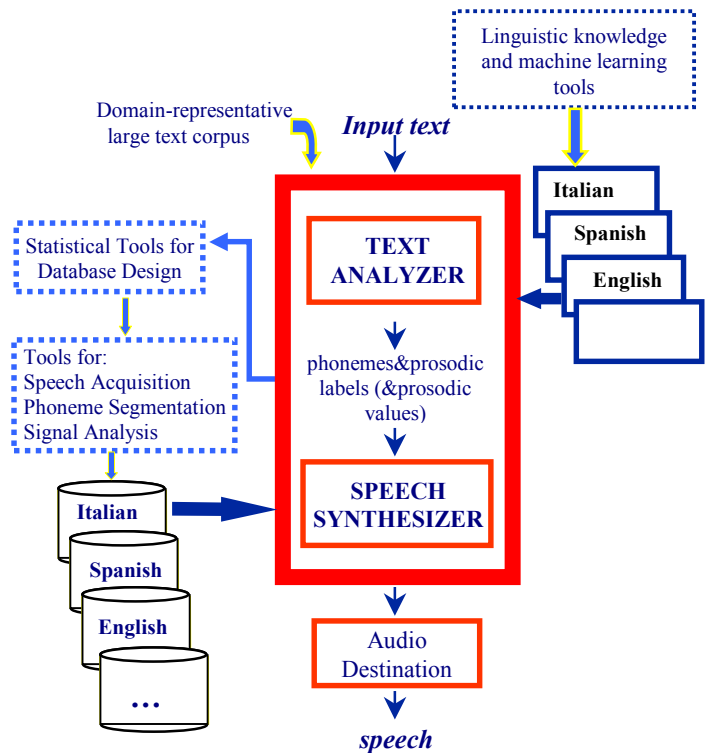 Linguistic knowledge
and machine learning
tools
Domain-representative
large text corpus
Input text
Italian
Spanish
English
TEXT
ANALYZER
Statistical Tools for
Database Design
phonemes&prosodic
labels (&prosodic
values)
Tools for:
Speech Acquisition
Phoneme Segmentation
Signal Analysis
SPEECH
SYNTHESIZER
Italian
Spanish
English
...
Audio
Destination
speech